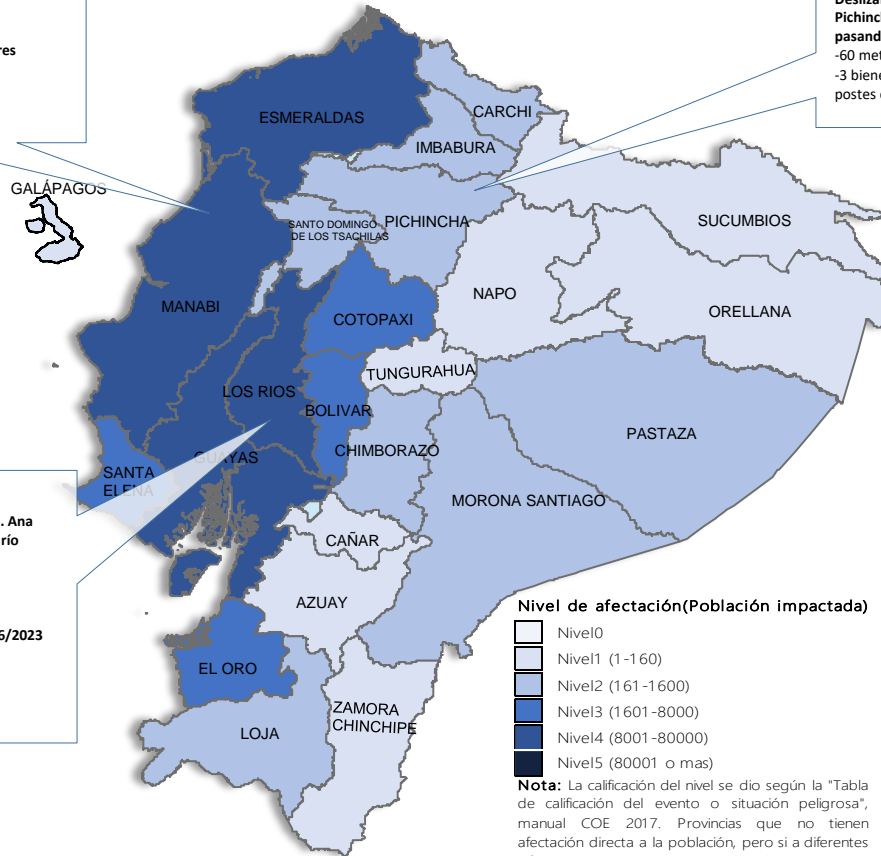 res
Pichinch
pasand
-60 met
-3 biene
postes
ESMERALDAS
CARCHI
IMBABURA
GALÁPAGOS
SANTO DOMINGO
DE LOS TSACHILAS
PICHINCHA
SUCUMBIOS
NAPO
ORELLANA
MANABI
COTOPAXI
TUNGURAHUA
LOS RIOS
BOLIVAR
PASTAZA
CHIMBORAZO
GUAYAS
SANTA
ELENA
MORONA SANTIAGO
. Ana
río
CAÑAR
AZUAY
6/2023
EL ORO
ZAMORA
CHINCHIPE
LOJA
Nivel de afectación(Población impactada)
Nivel0
Nivel1 (1-160)
Nivel2 (161-1600)
Nivel3 (1601-8000)
Nivel4 (8001-80000)
Nivel5 (80001 o mas)
Nota: La calificación del nivel se dio según la "Tabla
de calificación del evento o situación peligrosa",
manual COE 2017. Provincias que no tienen
afectación directa a la población, pero si a diferentes